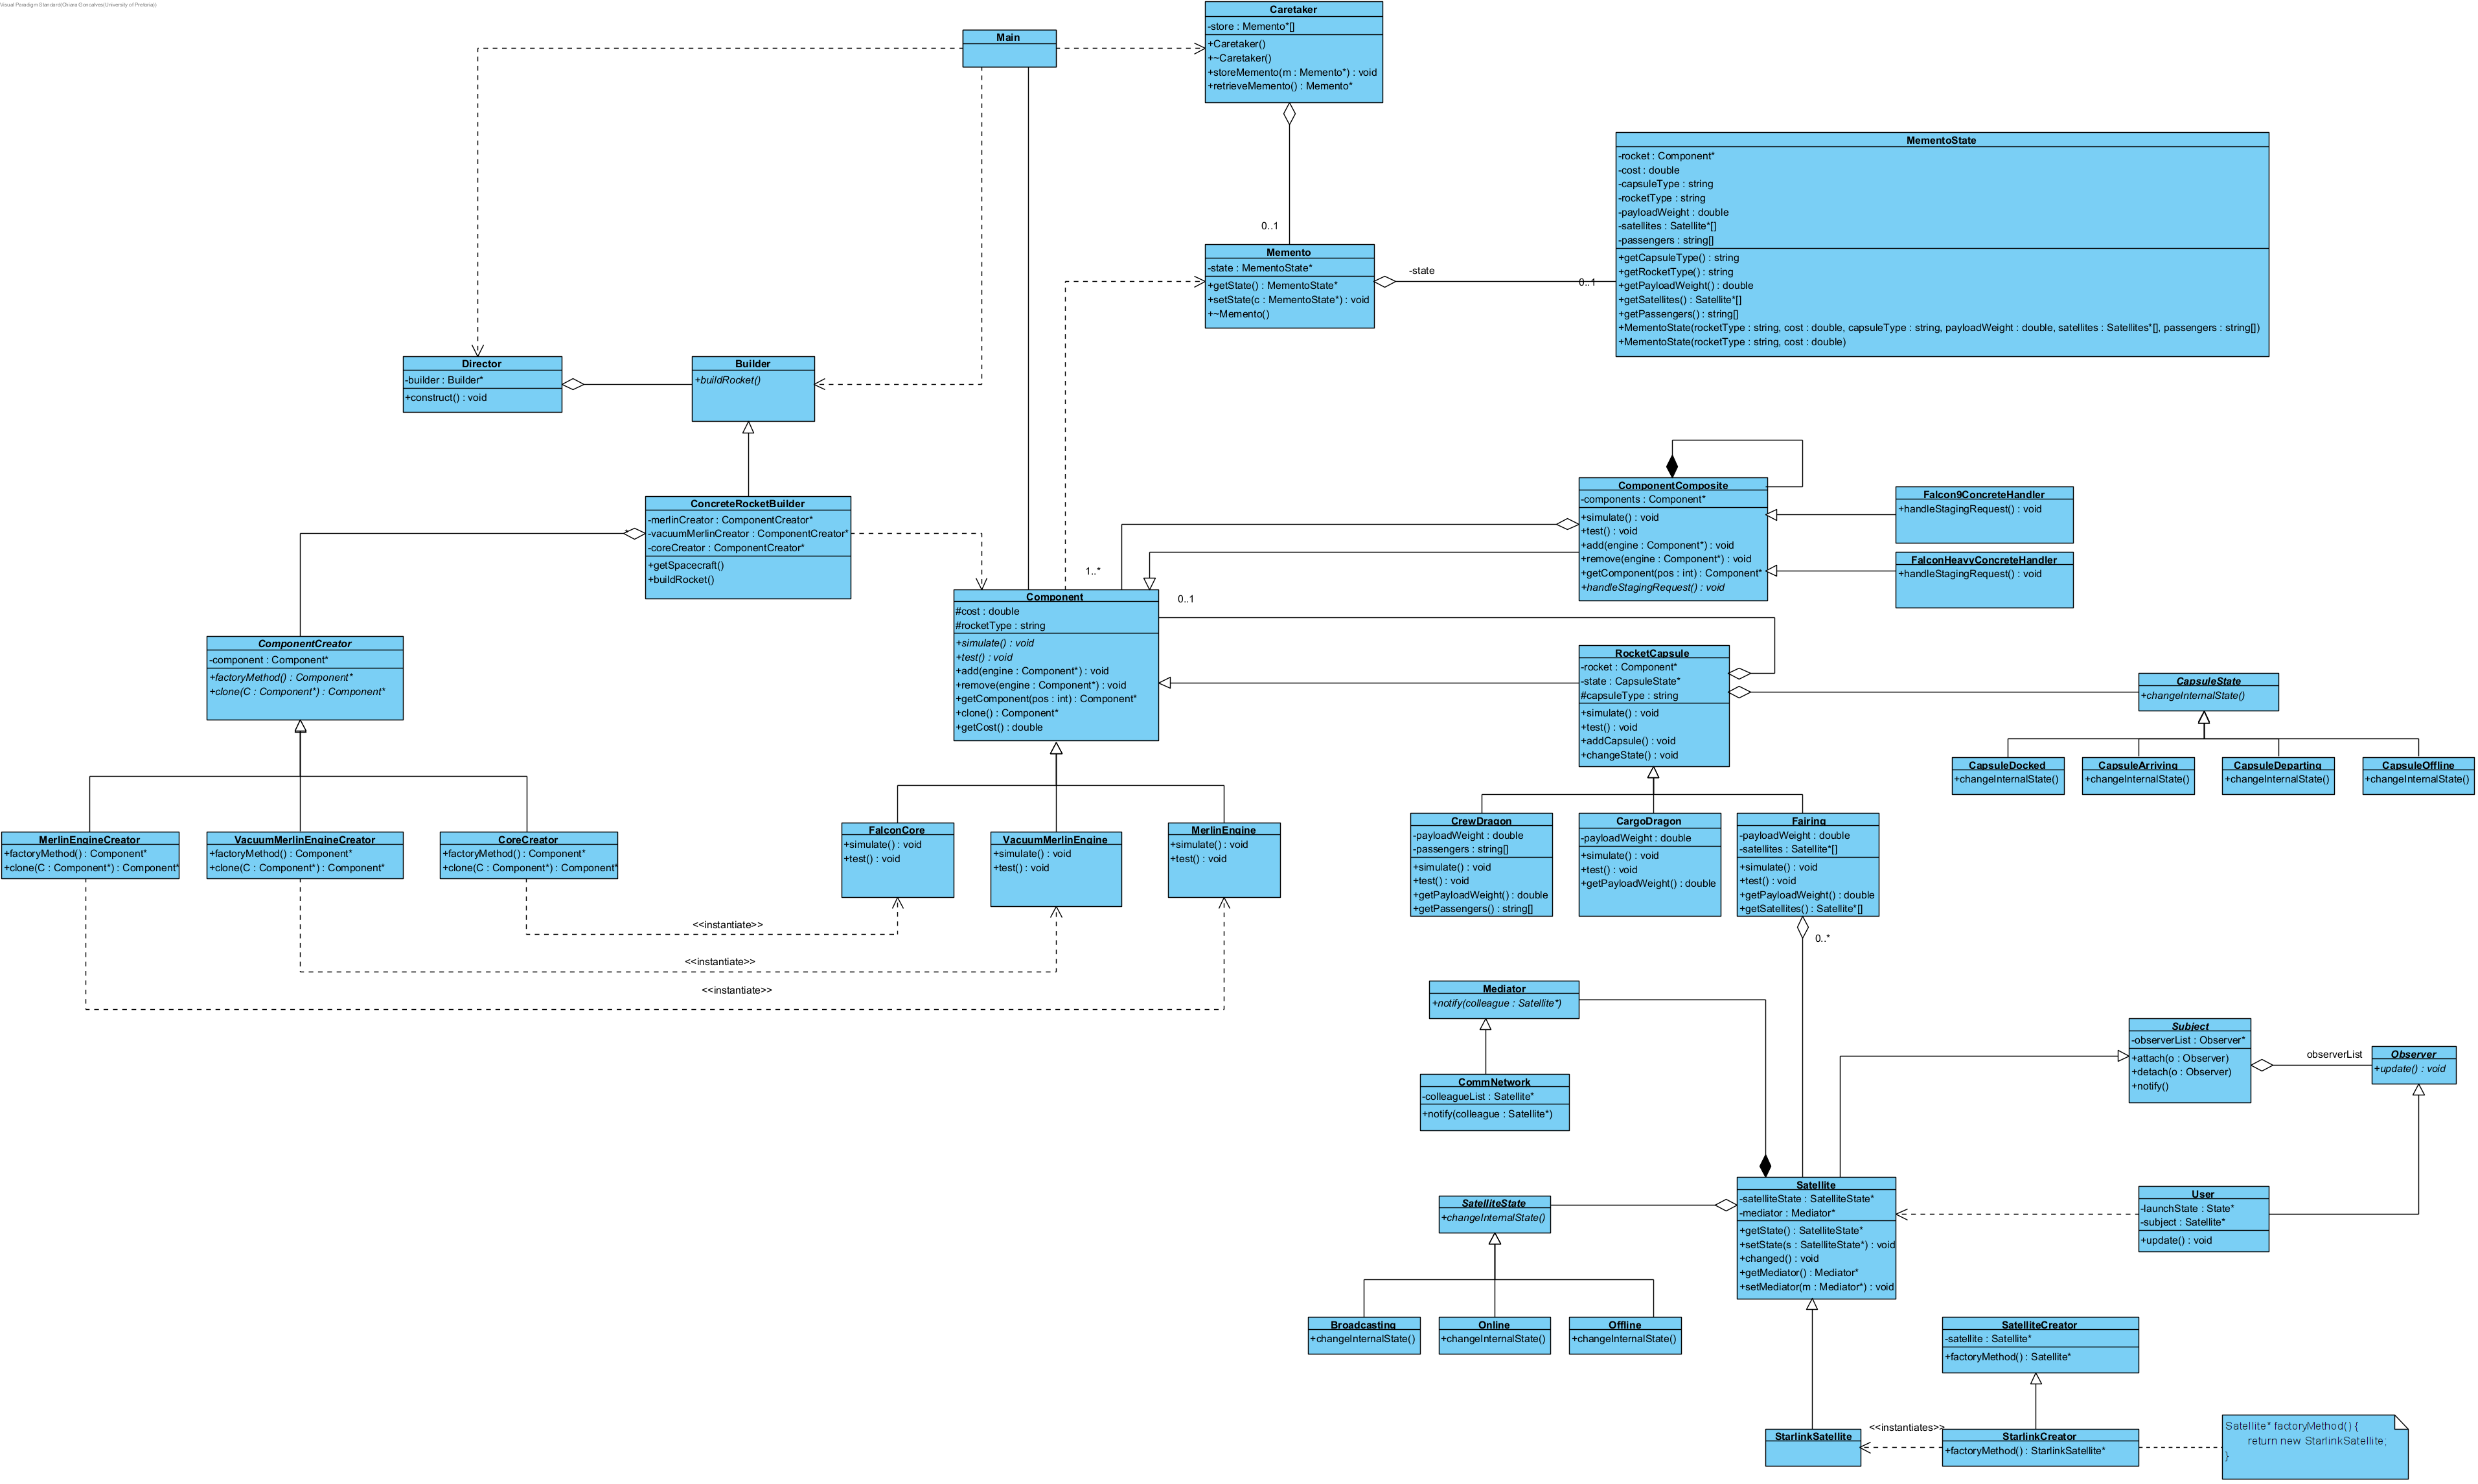 Visual Paradigm Standard(Chiara Goncalves(University of Pretoria))
Caretaker
-store : Memento*[]
+Caretaker()
+~Caretaker()
+storeMemento(m : Memento*) : void
+retrieveMemento() : Memento*
Main
MementoState
-rocket : Component*
-cost : double
-capsuleType : string
-rocketType : string
-payloadWeight : double
-satellites : Satellite*[]
-passengers : string[]
+getCapsuleType() : string
+getRocketType() : string
+getPayloadWeight() : double
+getSatellites() : Satellite*[]
+getPassengers() : string[]
+MementoState(rocketType : string, cost : double, capsuleType : string, payloadWeight : double, satellites : Satellites*[], passengers : string[])
+MementoState(rocketType : string, cost : double)
0..1
Memento
-state : MementoState*
+getState() : MementoState*
+setState(c : MementoState*) : void
+~Memento()
-state
0..1
Director
-builder : Builder*
+construct() : void
Builder
+buildRocket()
ConcreteRocketBuilder
-merlinCreator : ComponentCreator*
-vacuumMerlinCreator : ComponentCreator*
-coreCreator : ComponentCreator*
+getSpacecraft()
+buildRocket()
*
ComponentComposite
-components : Component*
+simulate() : void
+test() : void
+add(engine : Component*) : void
+remove(engine : Component*) : void
+getComponent(pos : int) : Component*
+handleStagingRequest() : void
Falcon9ConcreteHandler
+handleStagingRequest() : void
FalconHeavyConcreteHandler
+handleStagingRequest() : void
1..*
0..1
Component
#cost : double
#rocketType : string
+simulate() : void
+test() : void
+add(engine : Component*) : void
+remove(engine : Component*) : void
+getComponent(pos : int) : Component*
+clone() : Component*
+getCost() : double
ComponentCreator
-component : Component*
+factoryMethod() : Component*
+clone(C : Component*) : Component*
RocketCapsule
-rocket : Component*
-state : CapsuleState*
#capsuleType : string
+simulate() : void
+test() : void
+addCapsule() : void
+changeState() : void
CapsuleState
+changeInternalState()
CapsuleDocked
+changeInternalState()
CapsuleArriving
+changeInternalState()
CapsuleDeparting
+changeInternalState()
CapsuleOffline
+changeInternalState()
MerlinEngineCreator
+factoryMethod() : Component*
+clone(C : Component*) : Component*
VacuumMerlinEngineCreator
+factoryMethod() : Component*
+clone(C : Component*) : Component*
CoreCreator
+factoryMethod() : Component*
+clone(C : Component*) : Component*
FalconCore
+simulate() : void
+test() : void
VacuumMerlinEngine
+simulate() : void
+test() : void
MerlinEngine
+simulate() : void
+test() : void
CrewDragon
-payloadWeight : double
-passengers : string[]
+simulate() : void
+test() : void
+getPayloadWeight() : double
+getPassengers() : string[]
CargoDragon
-payloadWeight : double
+simulate() : void
+test() : void
+getPayloadWeight() : double
Fairing
-payloadWeight : double
-satellites : Satellite*[]
+simulate() : void
+test() : void
+getPayloadWeight() : double
+getSatellites() : Satellite*[]
<<instantiate>>
<<instantiate>>
<<instantiate>>
0..*
Mediator
+notify(colleague : Satellite*)
CommNetwork
-colleagueList : Satellite*
+notify(colleague : Satellite*)
Subject
-observerList : Observer*
+attach(o : Observer)
+detach(o : Observer)
+notify()
observerList
Observer
+update() : void
SatelliteState
+changeInternalState()
Satellite
-satelliteState : SatelliteState*
-mediator : Mediator*
+getState() : SatelliteState*
+setState(s : SatelliteState*) : void
+changed() : void
+getMediator() : Mediator*
+setMediator(m : Mediator*) : void
User
-launchState : State*
-subject : Satellite*
+update() : void
Broadcasting
+changeInternalState()
Online
+changeInternalState()
Offline
+changeInternalState()
SatelliteCreator
-satellite : Satellite*
+factoryMethod() : Satellite*
StarlinkSatellite
<<instantiates>>
StarlinkCreator
+factoryMethod() : StarlinkSatellite*
Satellite* factoryMethod() {
return new StarlinkSatellite;
}